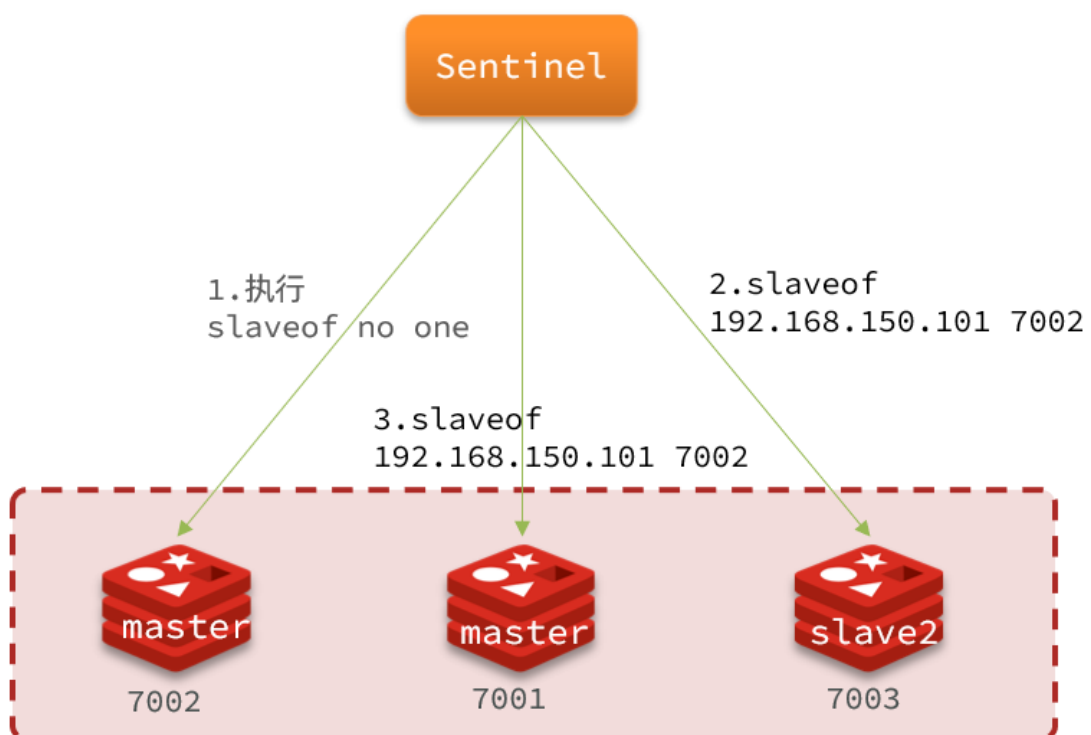 Sentinel
1.执行
slaveof no one
2.slaveof
192.168.150.101 7002
3.slaveof
192.168.150.101 7002
master
master
slave2
7002
7001
7003